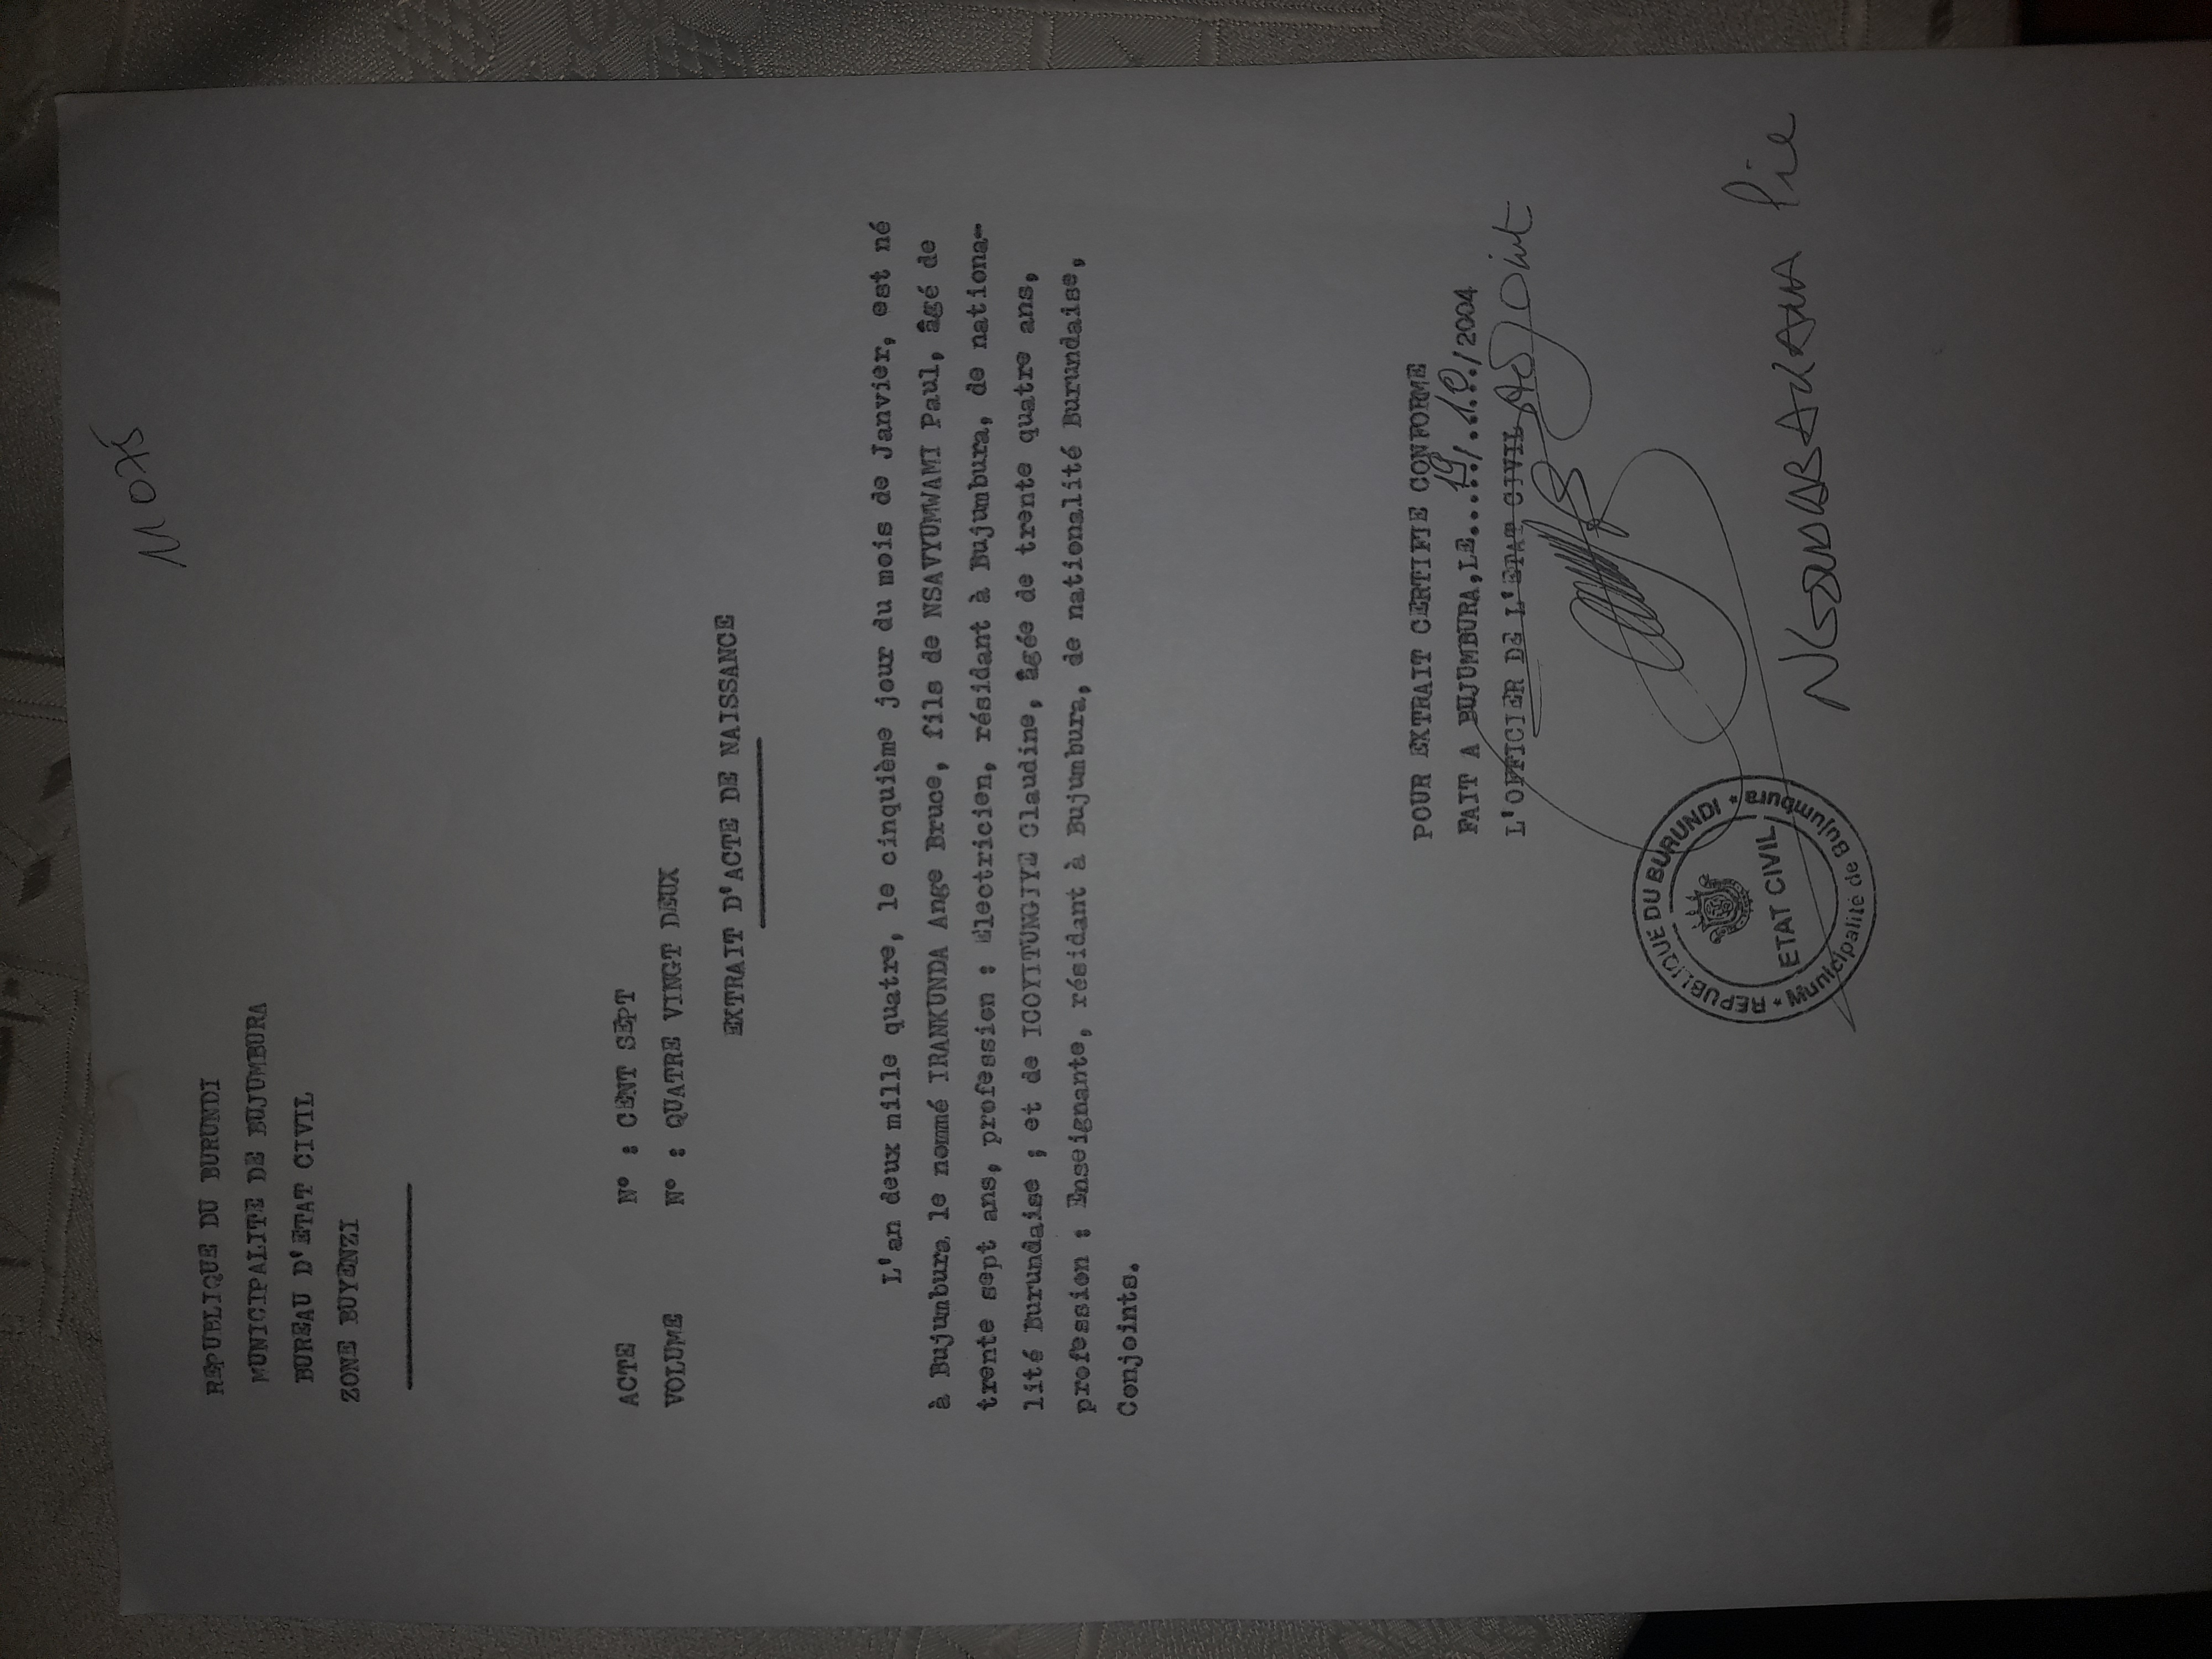 11 075
REPUBLIQUE DU BURUNDI
MUNICIPALITE DE BUJUMBURA
BUREAU D'ETAT CIVIL
ZONE BUYENZI
ACTE N° : CENT SEPT
VOLUME N° : QUATRE VINGT DEUX
EXTRAIT D'ACTE DE NAISSANCE
L'an deux mille quatre, le cinquième jour du mois de Janvier, est né
à Bujumbura le nommé IRANKUNDA Ange Bruce, fils de NSAVYUMWAMI Paul, âgé de
trente sept ans, profession : Electricien, résidant à Bujumbura, de nationa-
lité Burundaise ; et de ICOYITUNGIYE Claudine, âgée de trente quatre ans,
profession : Enseignante, résidant à Bujumbura, de nationalité Burundaise,
Conjoints.
POUR EXTRAIT CERTIFIE CONFORME
FAIT A BUJUMBURA, LE....19./.10./2004
L'OFFICIER DE L'ETAT CIVIL Adjoint
* REPUBLIQUE DU BURUNDI *
ETAT CIVIL
Municipalité de Bujumbura
Pie